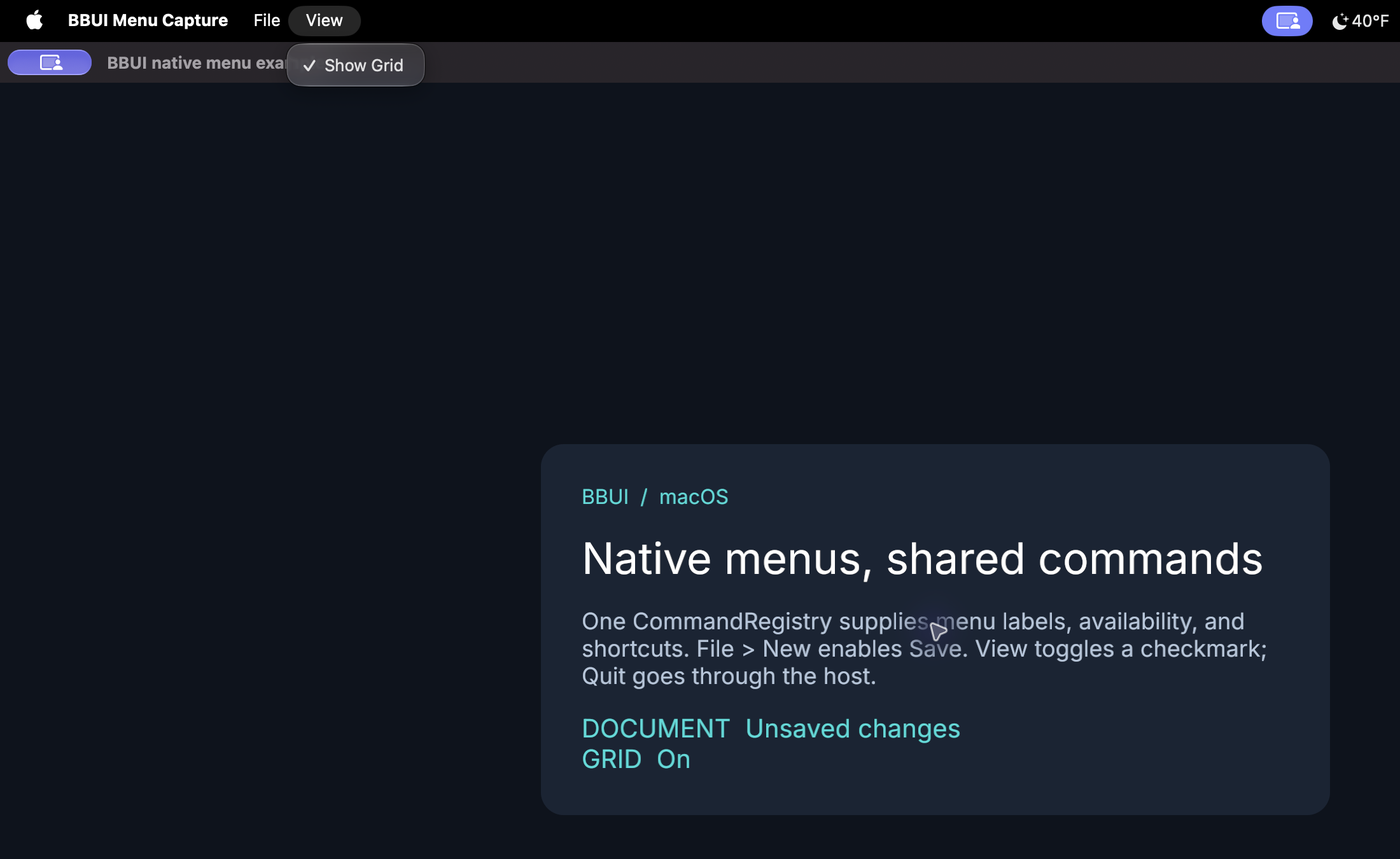 BBUI Menu Capture File View 40°F
BBUI native menu
✓ Show Grid
BBUI / macOS
Native menus, shared commands
One CommandRegistry supplies menu labels, availability, and
shortcuts. File > New enables Save. View toggles a checkmark;
Quit goes through the host.
DOCUMENT Unsaved changes
GRID On